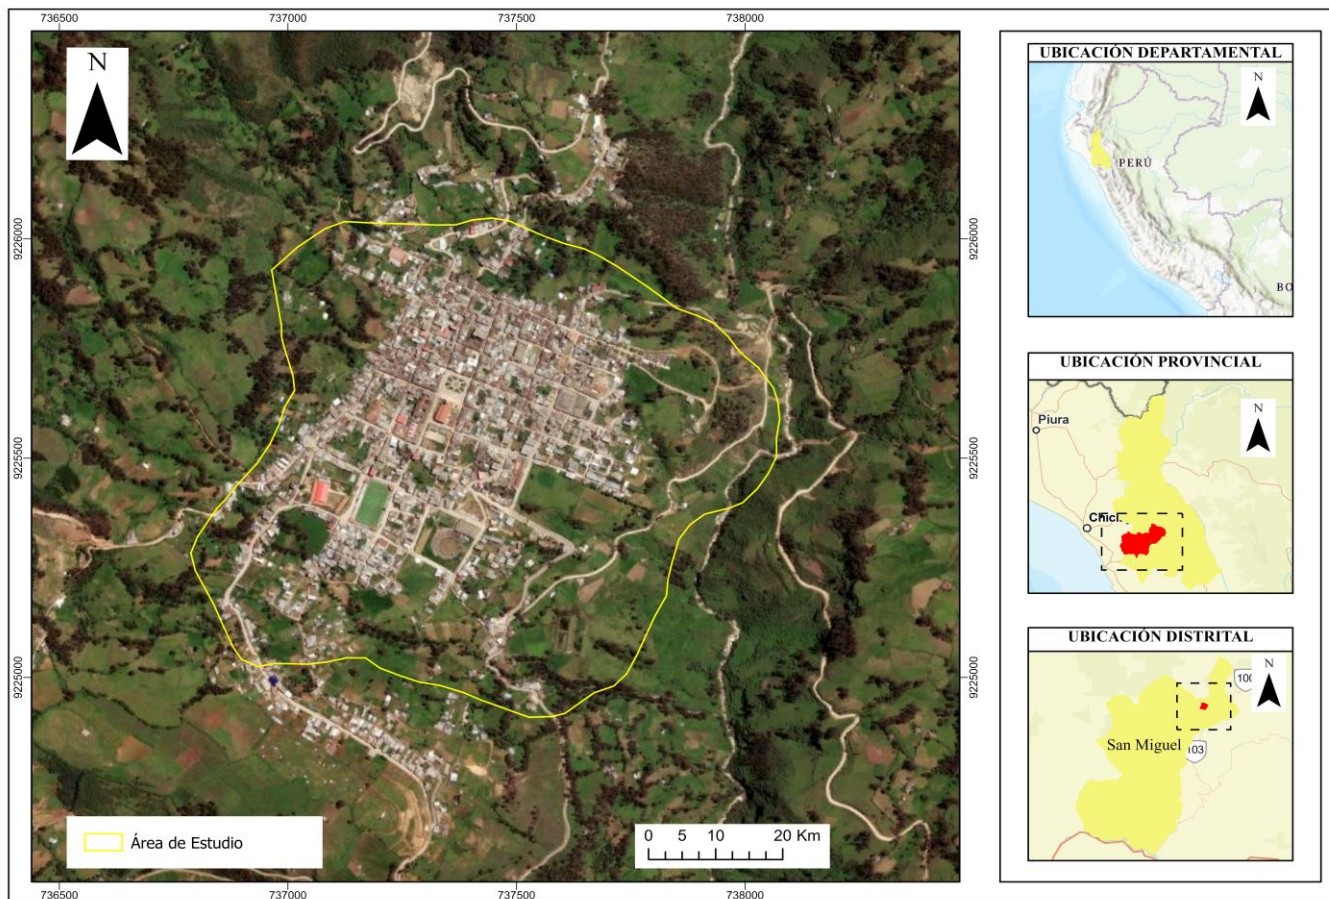 736500 737000 737500 738000
N
9226000
9226000
9225500
9225500
9225000
9225000
Área de Estudio
0 5 10 20 Km
736500 737000 737500 738000
UBICACIÓN DEPARTAMENTAL
N
PERÚ
BO
UBICACIÓN PROVINCIAL
N
Piura
Chicl
UBICACIÓN DISTRITAL
N
100
San Miguel
103